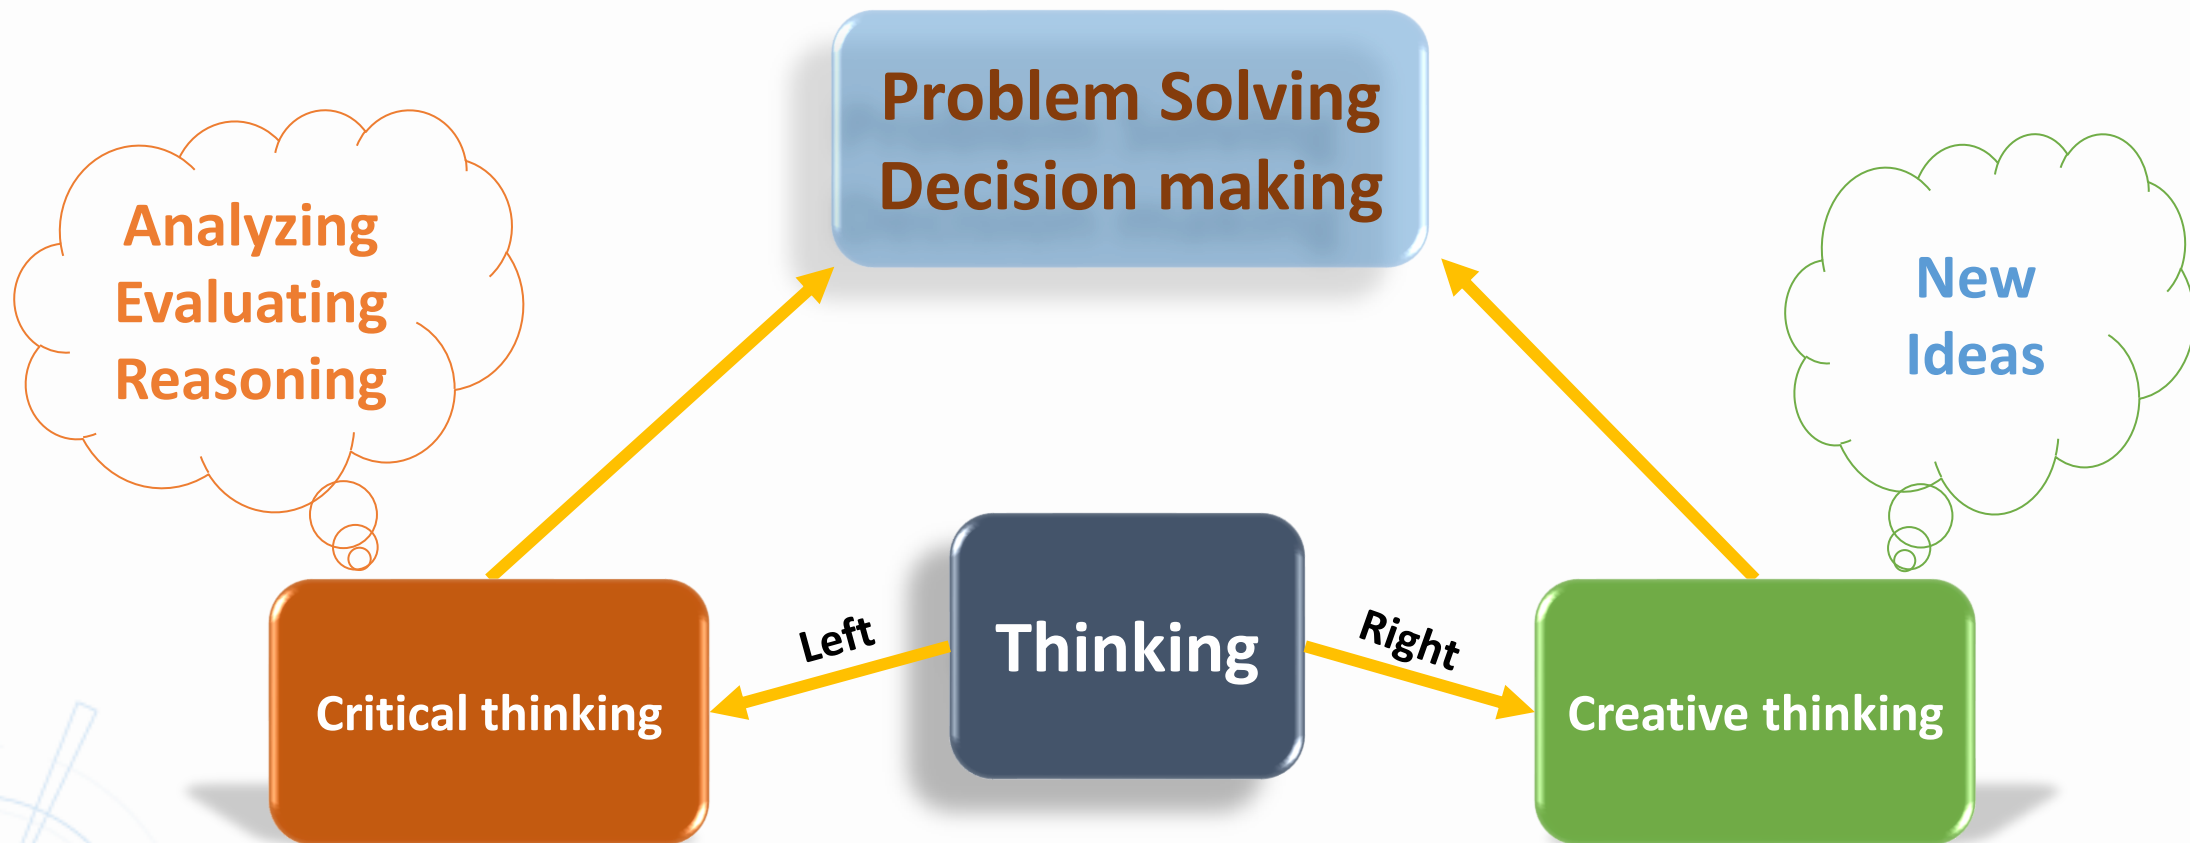 Problem Solving
Decision making
Analyzing
Evaluating
Reasoning
New
Ideas
Left
Thinking
Right
Critical thinking
Creative thinking